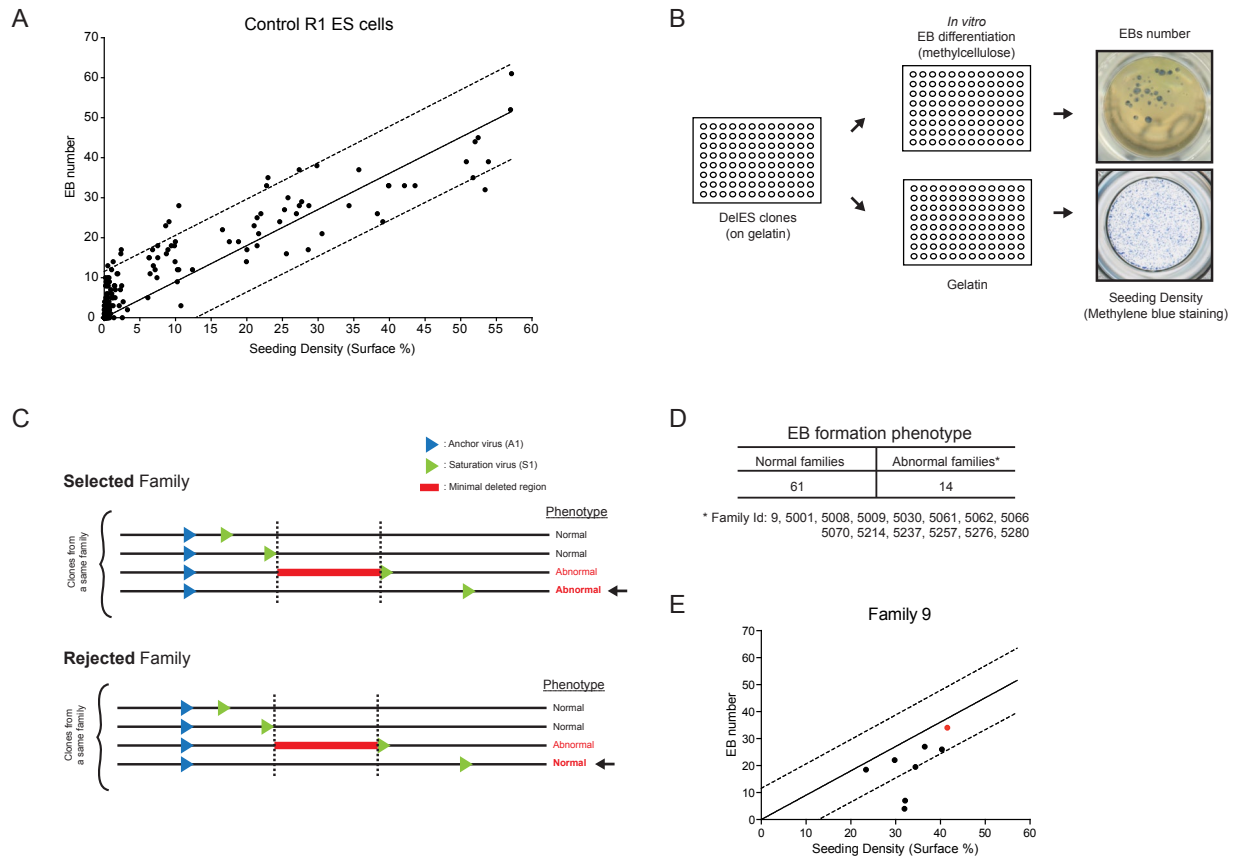 A
Control R1 ES cells
70
60
50
40
30
20
10
0
EB number
0 5 10 15 20 25 30 35 40 45 50 55 60
Seeding Density (Surface %)
B
In vitro
EB differentiation
(methylcellulose)
EBs number
DelES clones
(on gelatin)
Gelatin
Seeding Density
(Methylene blue staining)
C
: Anchor virus (A1)
: Saturation virus (S1)
: Minimal deleted region
Selected Family
Phenotype
Clones from
a same family
Normal
Normal
Abnormal
Abnormal
Rejected Family
Phenotype
Clones from
a same family
Normal
Normal
Abnormal
Normal
D
EB formation phenotype
Normal families Abnormal families*
61 14
* Family Id: 9, 5001, 5008, 5009, 5030, 5061, 5062, 5066
5070, 5214, 5237, 5257, 5276, 5280
E
Family 9
70
60
50
40
30
20
10
0
EB number
0 10 20 30 40 50 60
Seeding Density (Surface %)